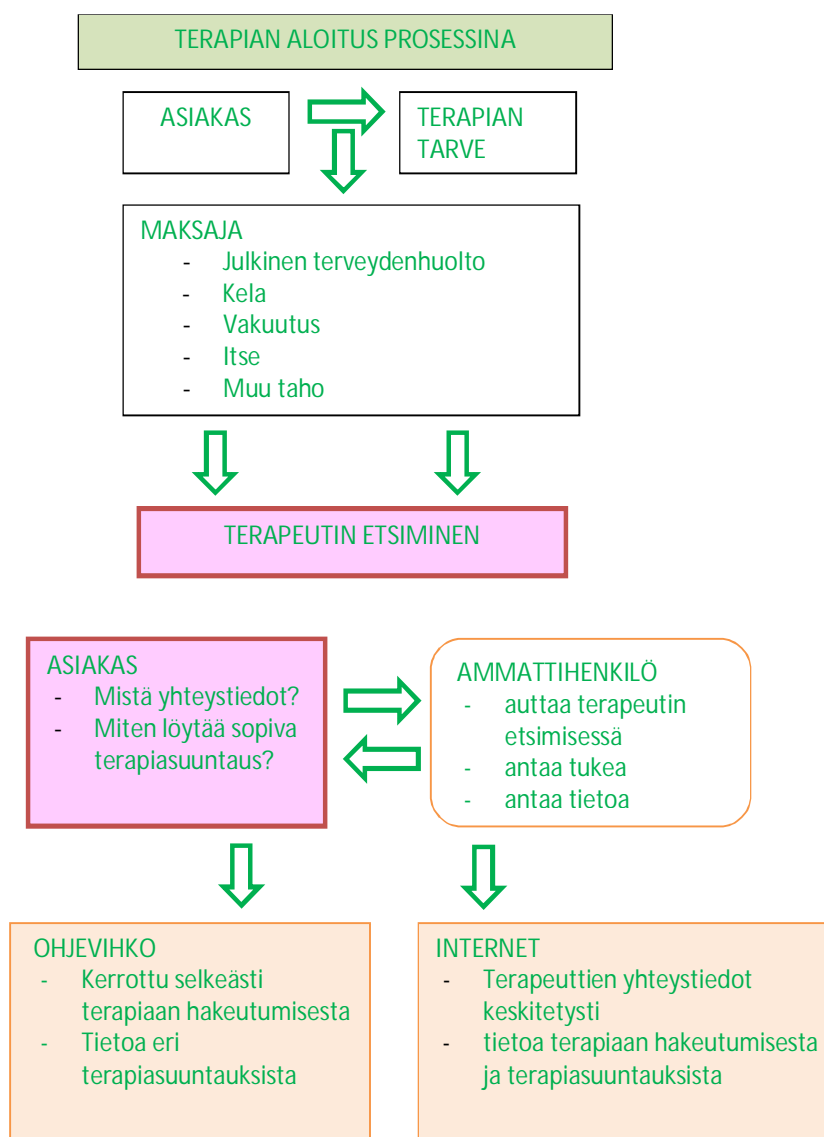 TERAPIAN ALOITUS PROSESSINA
ASIAKAS
TERAPIAN
TARVE
MAKSAJA
- Julkinen terveydenhuolto
- Kela
- Vakuutus
- Itse
- Muu taho
TERAPEUTIN ETSIMINEN
ASIAKAS
- Mistä yhteystiedot?
- Miten löytää sopiva
terapiasuuntaus?
AMMATTIHENKILÖ
- auttaa terapeutin
etsimisessä
- antaa tukea
- antaa tietoa
OHJEVIHKO
- Kerrottu selkeästi
terapiaan hakeutumisesta
- Tietoa eri
terapiasuuntauksista
INTERNET
- Terapeuttien yhteystiedot
keskitetysti
- tietoa terapiaan hakeutumisesta
ja terapiasuuntauksista